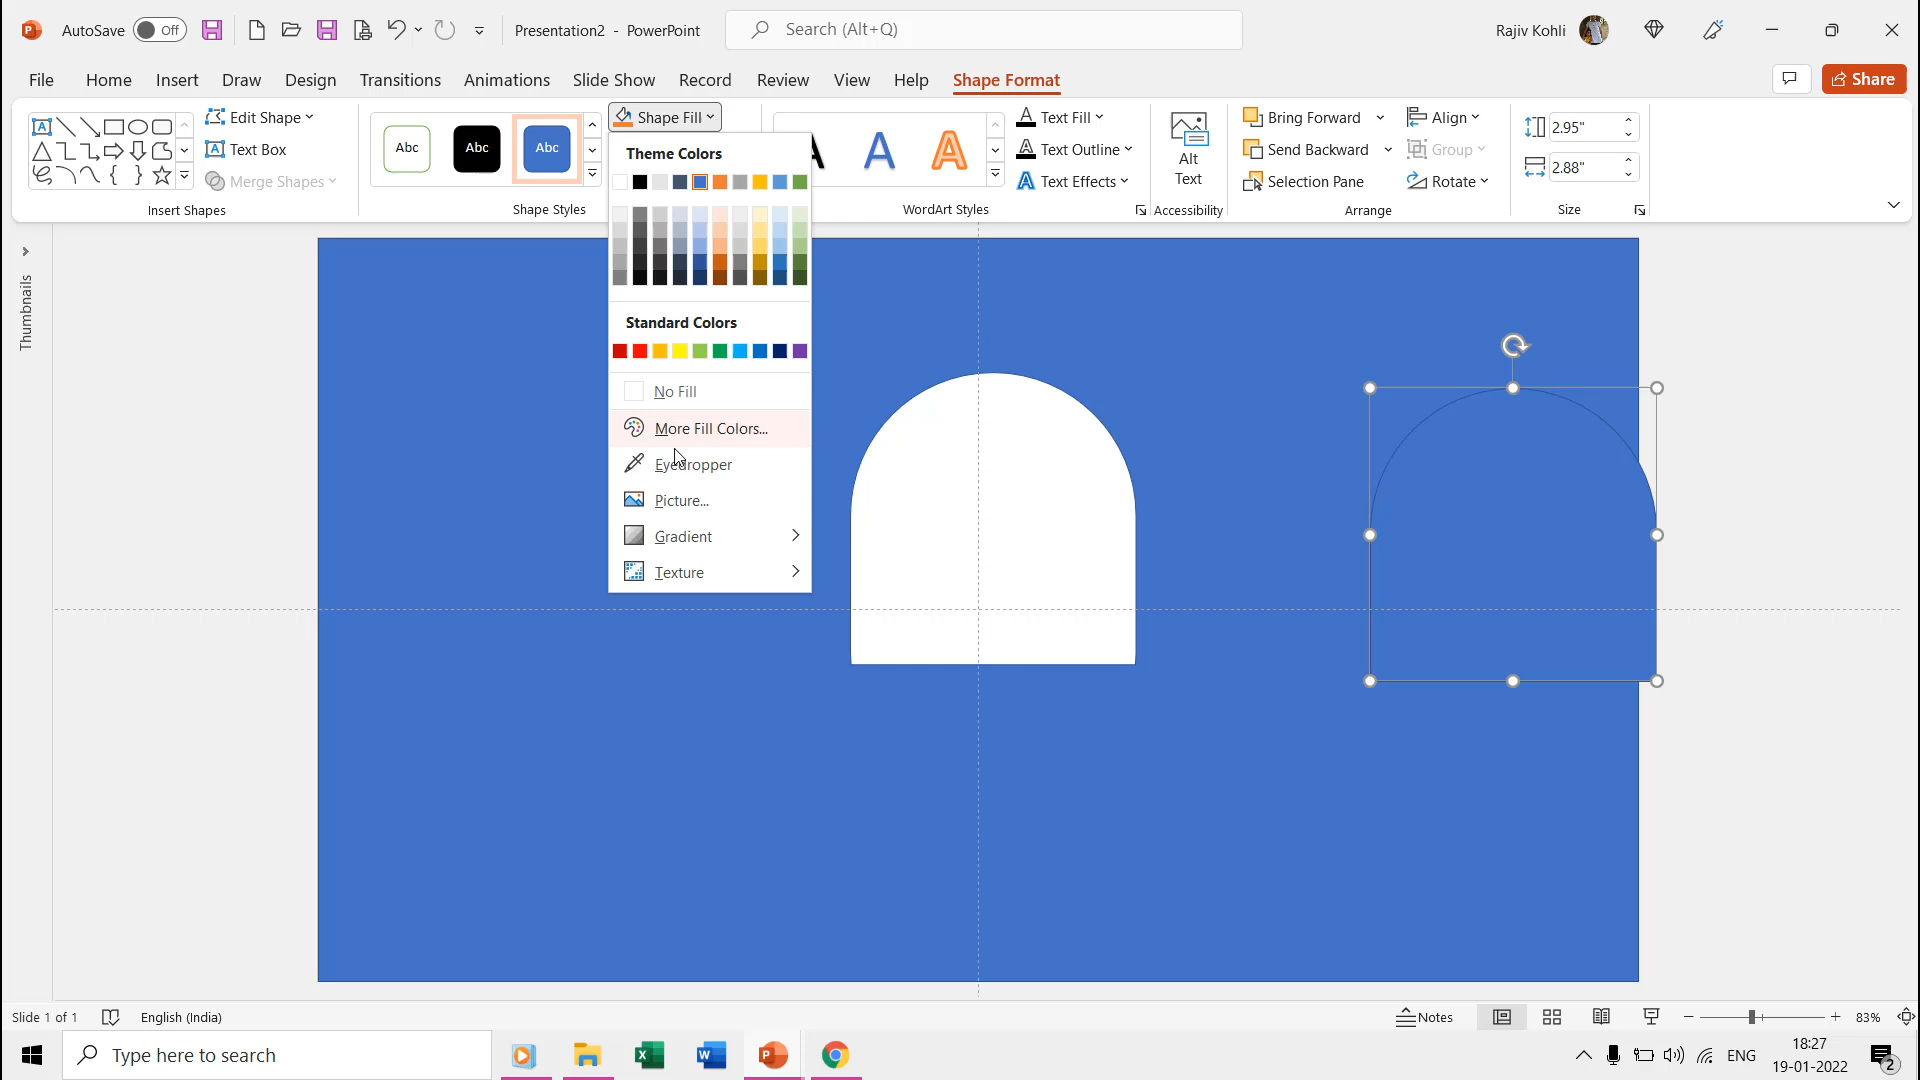 AutoSave Off Presentation2 - PowerPoint Search (Alt+Q) Rajiv Kohli
File Home Insert Draw Design Transitions Animations Slide Show Record Review View Help Shape Format Share
Edit Shape
Text Box
Merge Shapes
Insert Shapes
Abc Abc Abc
Shape Styles
Shape Fill
Theme Colors
Standard Colors
No Fill
More Fill Colors...
Eyedropper
Picture...
Gradient
Texture
A A A
WordArt Styles
Text Fill
Text Outline
Text Effects
Alt
Text
Accessibility
Bring Forward
Send Backward
Selection Pane
Align
Group
Rotate
Arrange
2.95"
2.88"
Size
Thumbnails
Slide 1 of 1 English (India) Notes 83%
Type here to search
ENG
18:27
19-01-2022
2